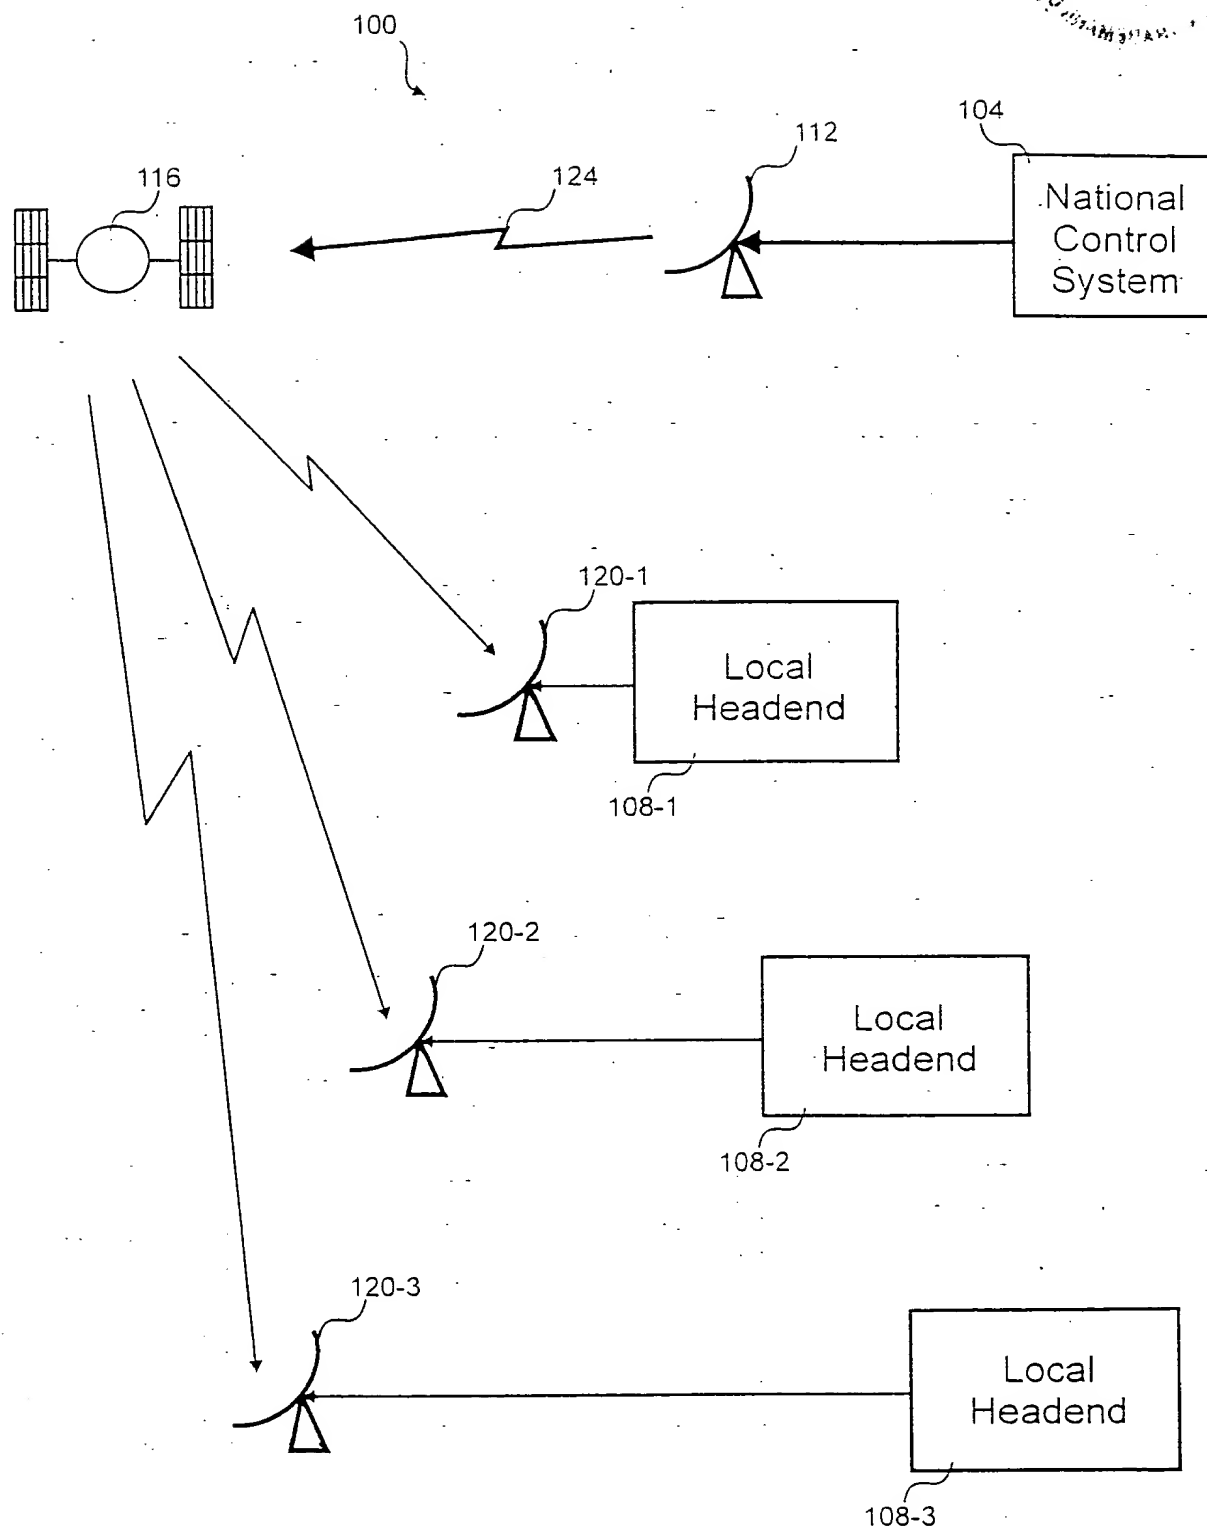 100
104
112
116
124
National
Control
System
120-1
Local
Headend
108-1
120-2
Local
Headend
108-2
120-3
Local
Headend
108-3